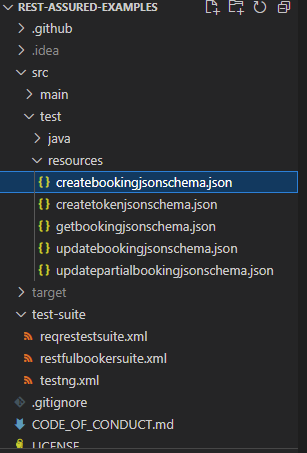 REST-ASSURED-EXAMPLES
.github
.idea
src
main
test
java
resources
{} createbookingjsonschema.json
{} createtokenjsonschema.json
{} getbookingjsonschema.json
{} updatebookingjsonschema.json
{} updatepartialbookingjsonschema.json
target
test-suite
reqrestestsuite.xml
restfulbookersuite.xml
testng.xml
.gitignore
CODE_OF_CONDUCT.md
LICENSE